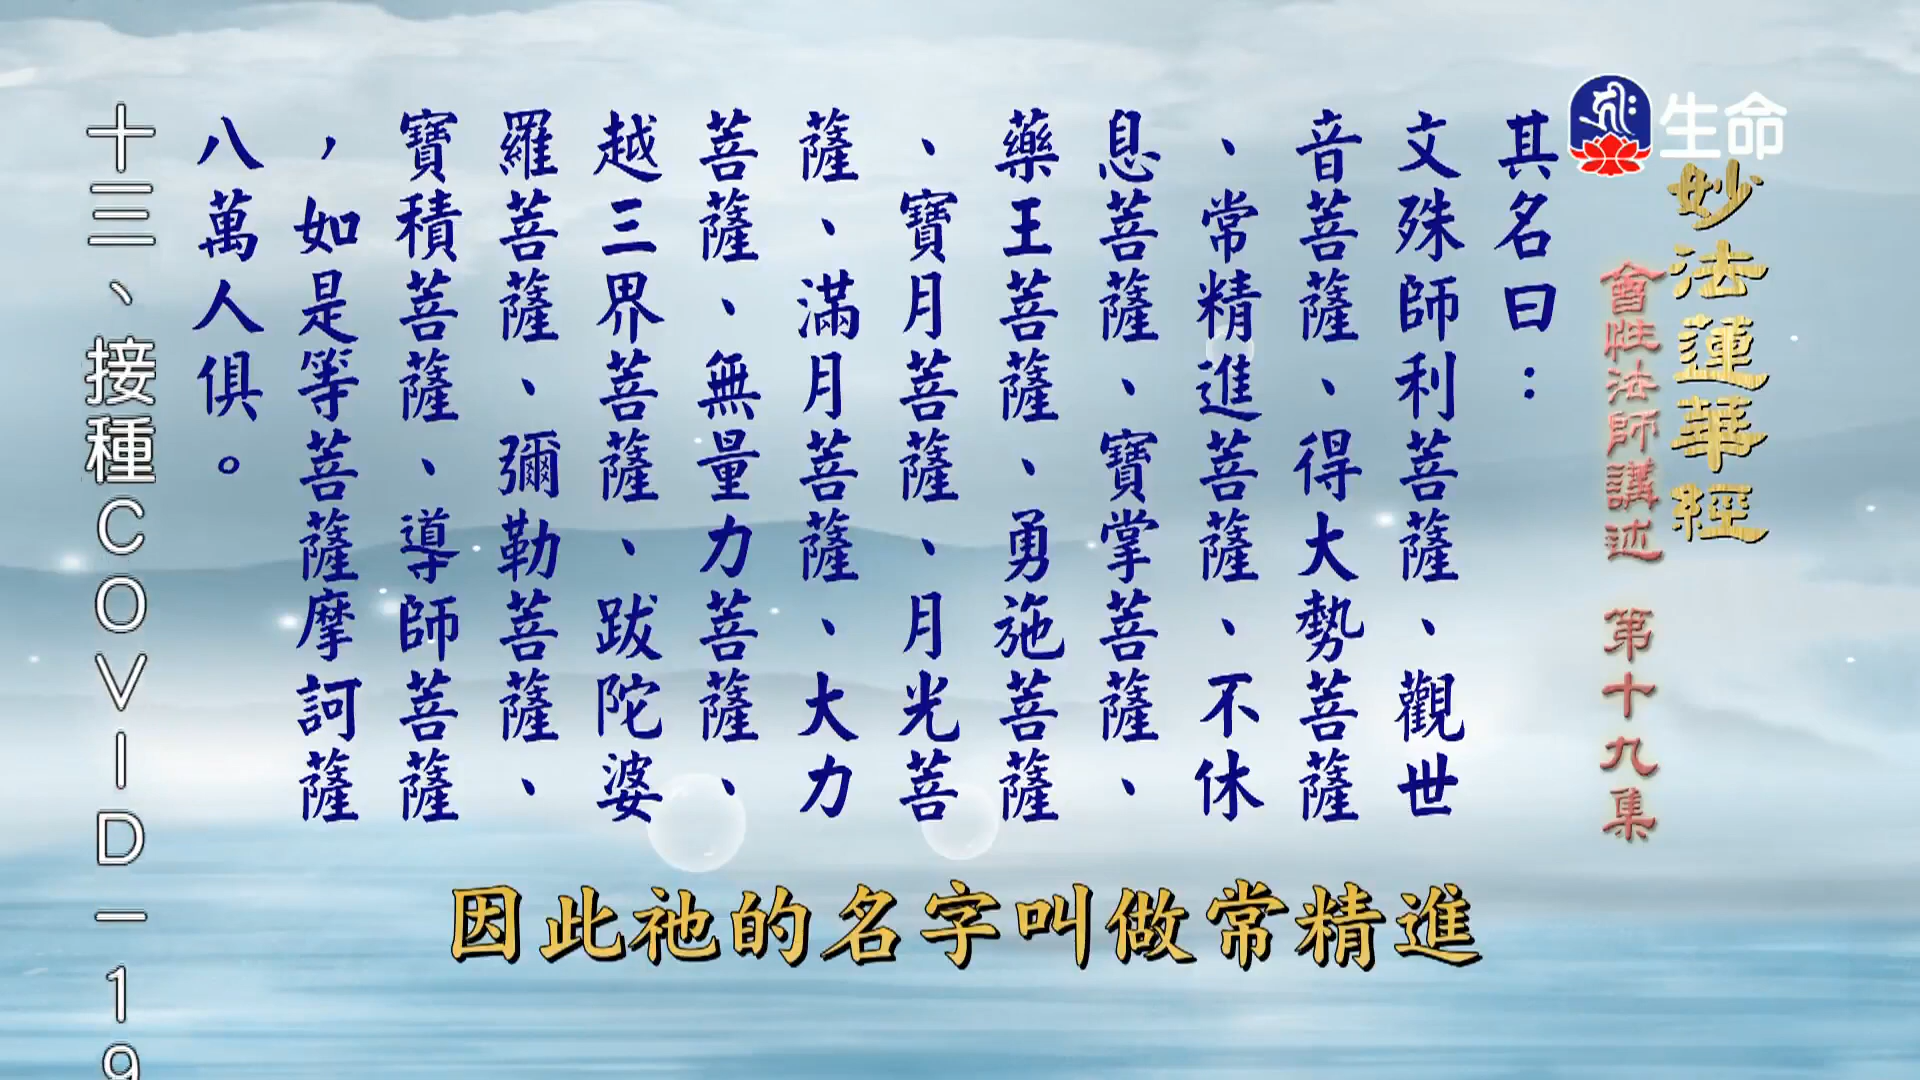 生命
妙法蓮華經
會性法師講述 第十九集
其名曰：
文殊師利菩薩、觀世
音菩薩、得大勢菩薩
、常精進菩薩、不休
息菩薩、寶掌菩薩、
藥王菩薩、勇施菩薩
、寶月菩薩、月光菩
薩、滿月菩薩、大力
菩薩、無量力菩薩、
越三界菩薩、跋陀婆
羅菩薩、彌勒菩薩、
寶積菩薩、導師菩薩
，如是等菩薩摩訶薩
八萬人俱。
十三、接種COVID－19
因此祂的名字叫做常精進